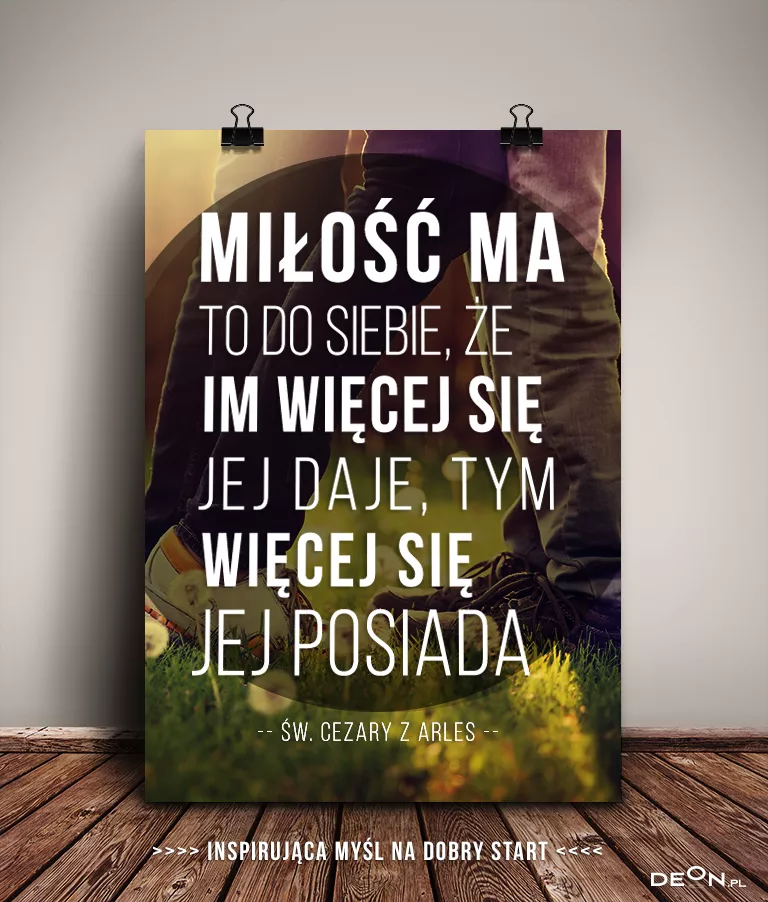 MIŁOŚĆ MA
TO DO SIEBIE, ŻE
IM WIĘCEJ SIĘ
JEJ DAJE, TYM
WIĘCEJ SIĘ
JEJ POSIADA
-- ŚW. CEZARY Z ARLES --
>>>> INSPIRUJĄCA MYŚL NA DOBRY START <<<<
DEON.PL